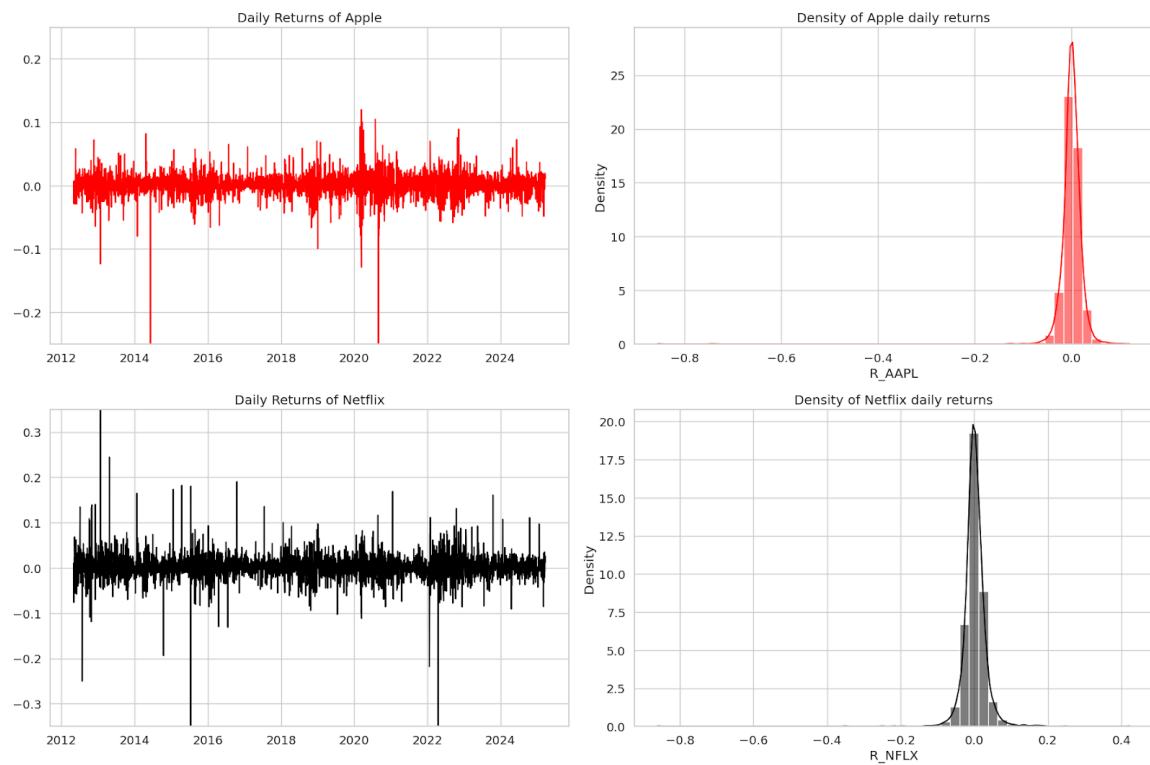 Daily Returns of Apple
0.2
0.1
0.0
−0.1
−0.2
2012 2014 2016 2018 2020 2022 2024
Density of Apple daily returns
Density
25
20
15
10
5
0
−0.8 −0.6 −0.4 −0.2 0.0
R_AAPL
Daily Returns of Netflix
0.3
0.2
0.1
0.0
−0.1
−0.2
−0.3
2012 2014 2016 2018 2020 2022 2024
Density of Netflix daily returns
Density
20.0
17.5
15.0
12.5
10.0
7.5
5.0
2.5
0.0
−0.8 −0.6 −0.4 −0.2 0.0 0.2 0.4
R_NFLX